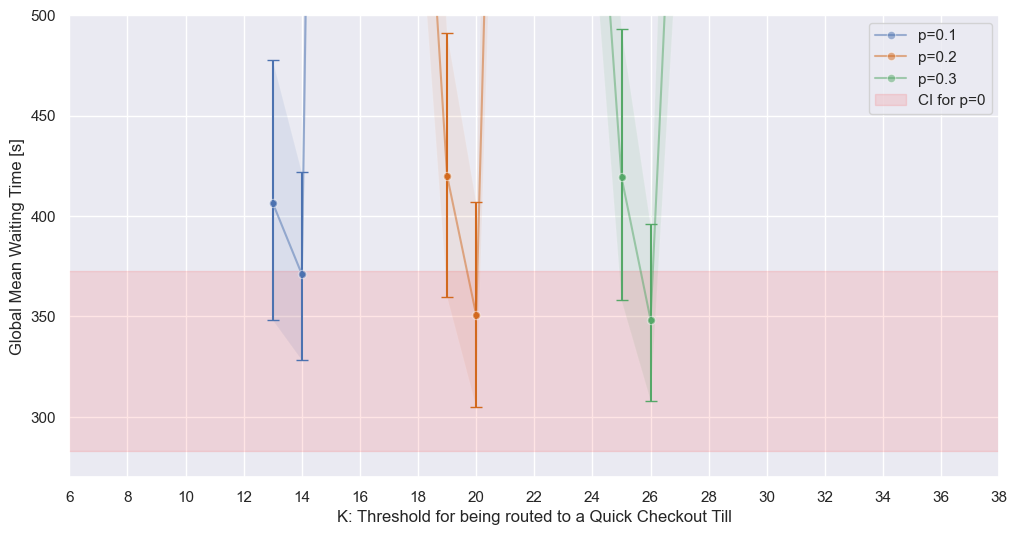 Global Mean Waiting Time [s]
500
450
400
350
300
6 8 10 12 14 16 18 20 22 24 26 28 30 32 34 36 38
K: Threshold for being routed to a Quick Checkout Till
p=0.1
p=0.2
p=0.3
CI for p=0